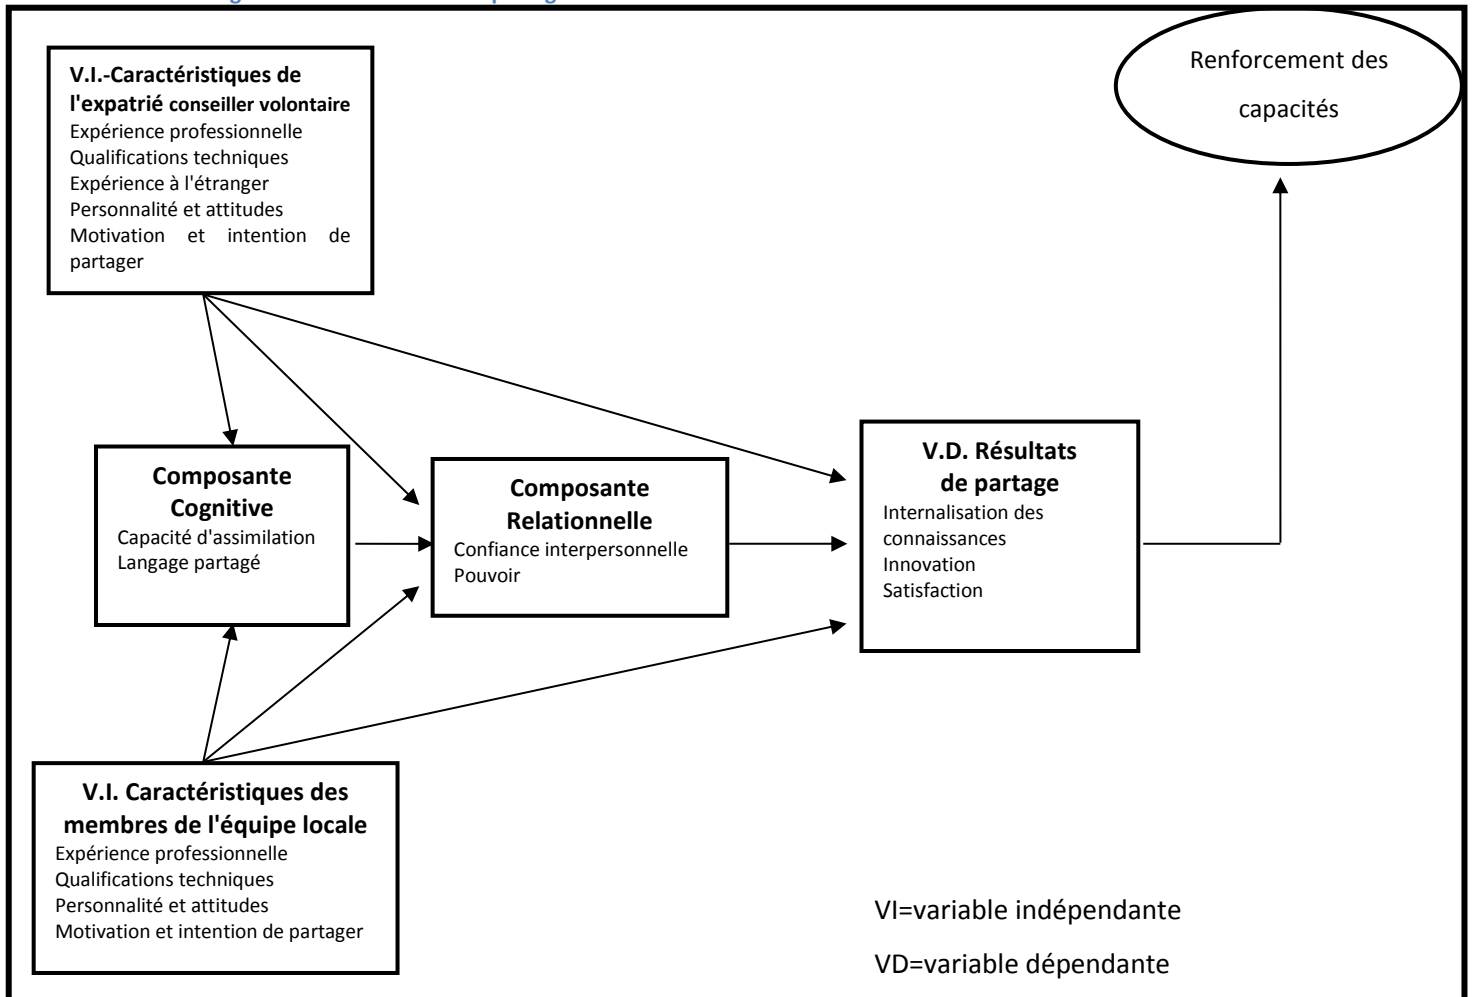 V.I.-Caractéristiques de
l'expatrié conseiller volontaire
Expérience professionnelle
Qualifications techniques
Expérience à l'étranger
Personnalité et attitudes
Motivation et intention de
partager
Renforcement des
capacités
Composante
Cognitive
Capacité d'assimilation
Langage partagé
Composante
Relationnelle
Confiance interpersonnelle
Pouvoir
V.D. Résultats
de partage
Internalisation des
connaissances
Innovation
Satisfaction
V.I. Caractéristiques des
membres de l'équipe locale
Expérience professionnelle
Qualifications techniques
Personnalité et attitudes
Motivation et intention de partager
VI=variable indépendante
VD=variable dépendante